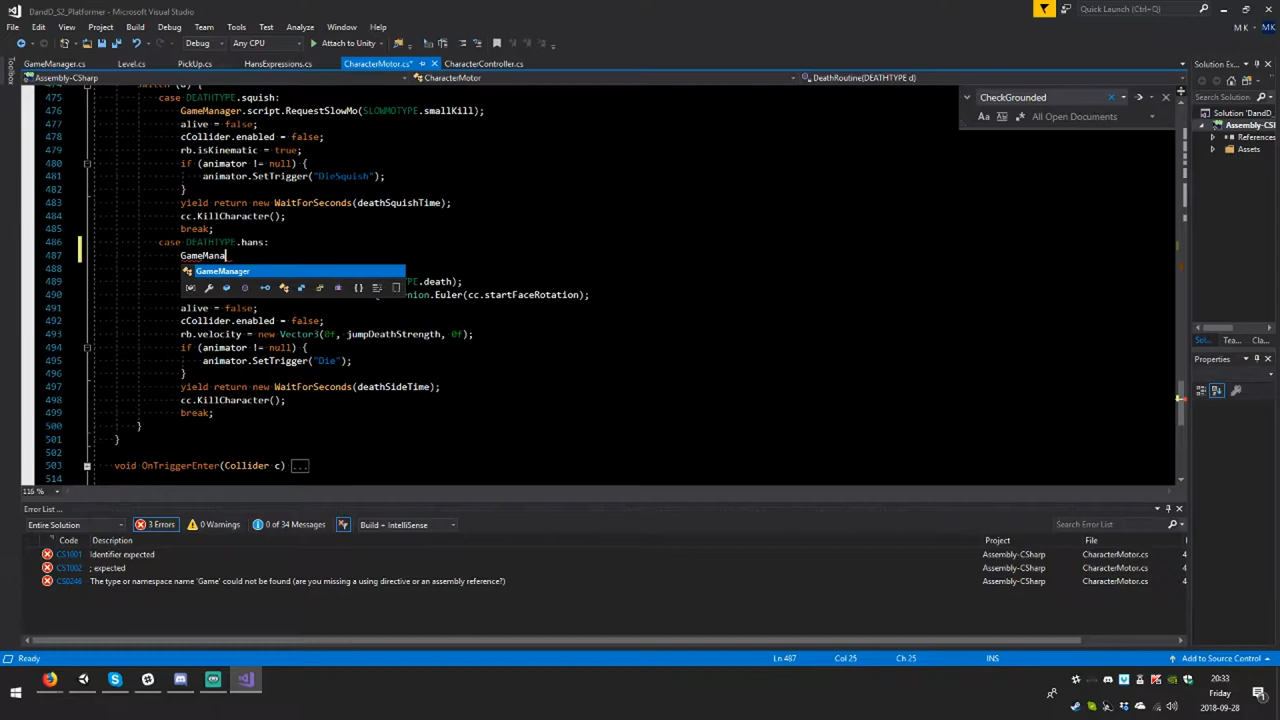 DandD_S2_Platformer - Microsoft Visual Studio
Quick Launch (Ctrl+Q)
File Edit View Project Build Debug Team Tools Test Analyze Window Help
MK MK
Debug Any CPU Attach to Unity
GameManager.cs Level.cs PickUp.cs HansExpressions.cs CharacterMotor.cs* CharacterController.cs
Toolbox
Assembly-CSharp CharacterMotor DeathRoutine(DEATHTYPE d)
CheckGrounded
Aa Abl .* All Open Documents
Solution Ex...
Search Solution
Solution 'DandD_
Assembly-CSl
References
Assets
475 case DEATHTYPE.squish:
476 GameManager.script.RequestSlowMo(SLOWMOTYPE.smallKill);
477 alive = false;
478 cCollider.enabled = false;
479 rb.isKinematic = true;
480 if (animator != null) {
481 animator.SetTrigger("DieSquish");
482 }
483 yield return new WaitForSeconds(deathSquishTime);
484 cc.KillCharacter();
485 break;
486 case DEATHTYPE.hans:
487 GameMana
GameManager
488
489 PE.death);
490 nion.Euler(cc.startFaceRotation);
491 alive = false;
492 cCollider.enabled = false;
493 rb.velocity = new Vector3(0f, jumpDeathStrength, 0f);
494 if (animator != null) {
495 animator.SetTrigger("Die");
496 }
497 yield return new WaitForSeconds(deathSideTime);
498 cc.KillCharacter();
499 break;
500 }
501 }
502
503 void OnTriggerEnter(Collider c) ...
514
116 %
Sol... Tea... Cla...
Properties
Error List ...
Entire Solution 3 Errors 0 Warnings 0 of 34 Messages Build + IntelliSense Search Error List
Code Description Project File
CS1001 Identifier expected Assembly-CSharp CharacterMotor.cs 4
CS1002 ; expected Assembly-CSharp CharacterMotor.cs 4
CS0246 The type or namespace name 'Game' could not be found (are you missing a using directive or an assembly reference?) Assembly-CSharp CharacterMotor.cs 4
Ready Ln 487 Col 25 Ch 25 INS Add to Source Control
20:33
Friday
2018-09-28